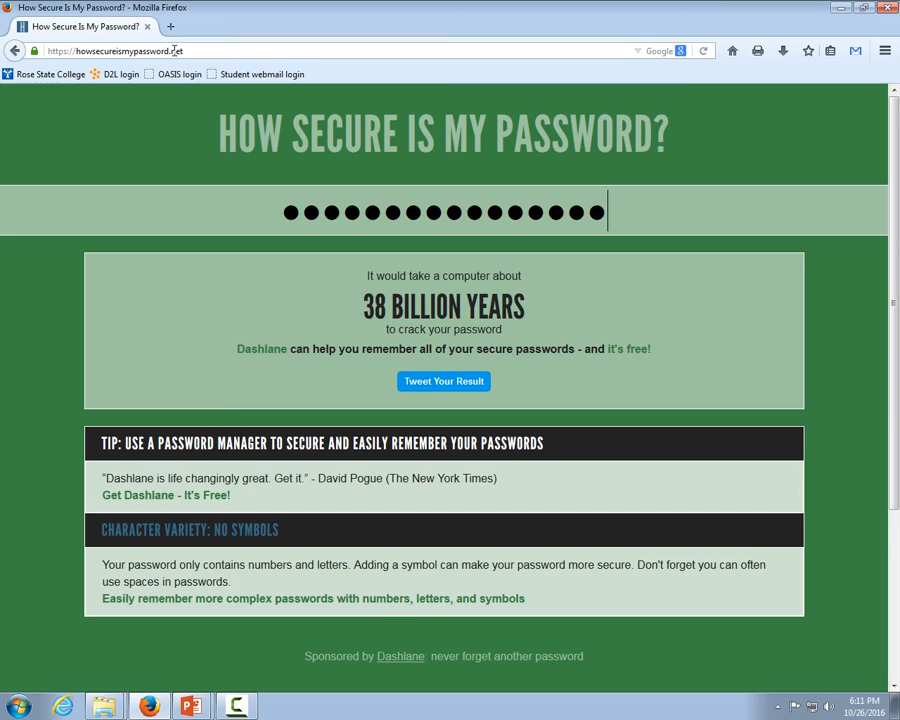 How Secure Is My Password? - Mozilla Firefox
How Secure Is My Password?
https://howsecureismypassword.net
Google
Rose State College
D2L login
OASIS login
Student webmail login
HOW SECURE IS MY PASSWORD?
●●●●●●●●●●●●●●●●
It would take a computer about
38 BILLION YEARS
to crack your password
Dashlane can help you remember all of your secure passwords - and it's free!
Tweet Your Result
TIP: USE A PASSWORD MANAGER TO SECURE AND EASILY REMEMBER YOUR PASSWORDS
“Dashlane is life changingly great. Get it.” - David Pogue (The New York Times)
Get Dashlane - It's Free!
CHARACTER VARIETY: NO SYMBOLS
Your password only contains numbers and letters. Adding a symbol can make your password more secure. Don't forget you can often
use spaces in passwords.
Easily remember more complex passwords with numbers, letters, and symbols
Sponsored by Dashlane: never forget another password
6:11 PM
10/26/2016